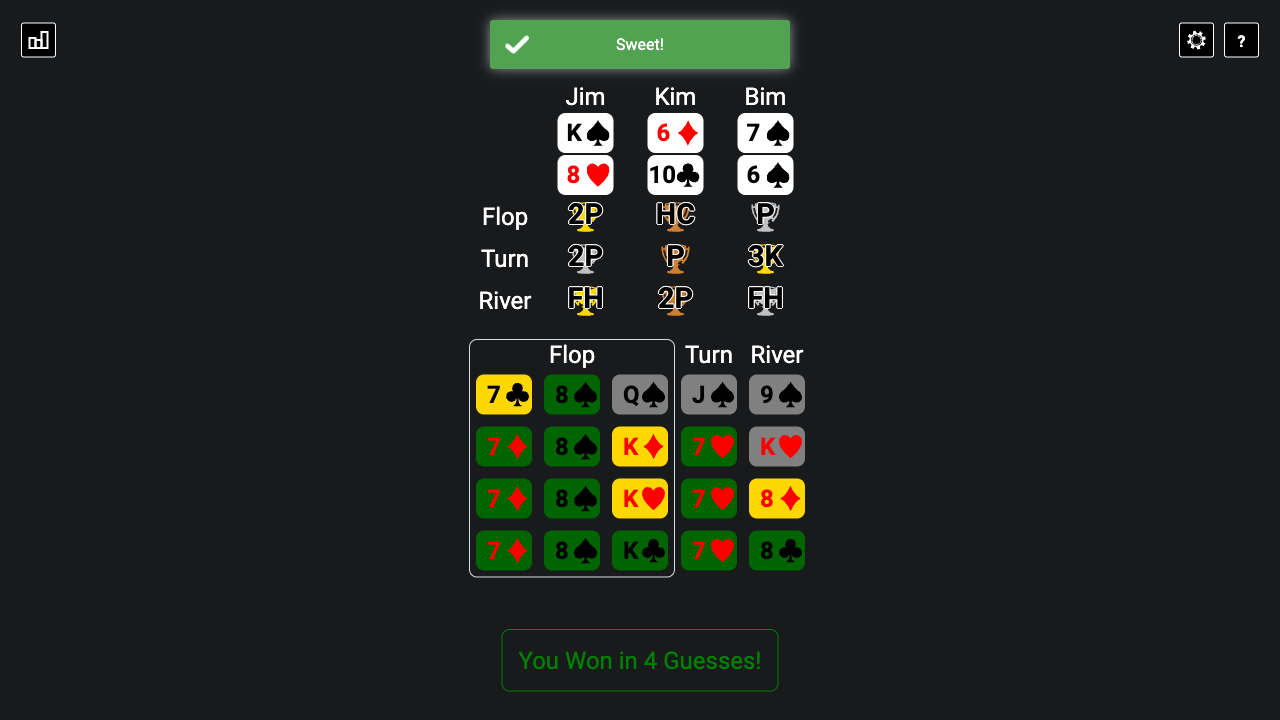 Sweet!
?
Jim Kim Bim
K♠ 6♦ 7♠
8♥ 10♣ 6♠
Flop 2P HC P
Turn 2P P 3K
River FH 2P FH
Flop Turn River
7♣ 8♠ Q♠ J♠ 9♠
7♦ 8♠ K♦ 7♥ K♥
7♦ 8♠ K♥ 7♥ 8♦
7♦ 8♠ K♣ 7♥ 8♣
You Won in 4 Guesses!